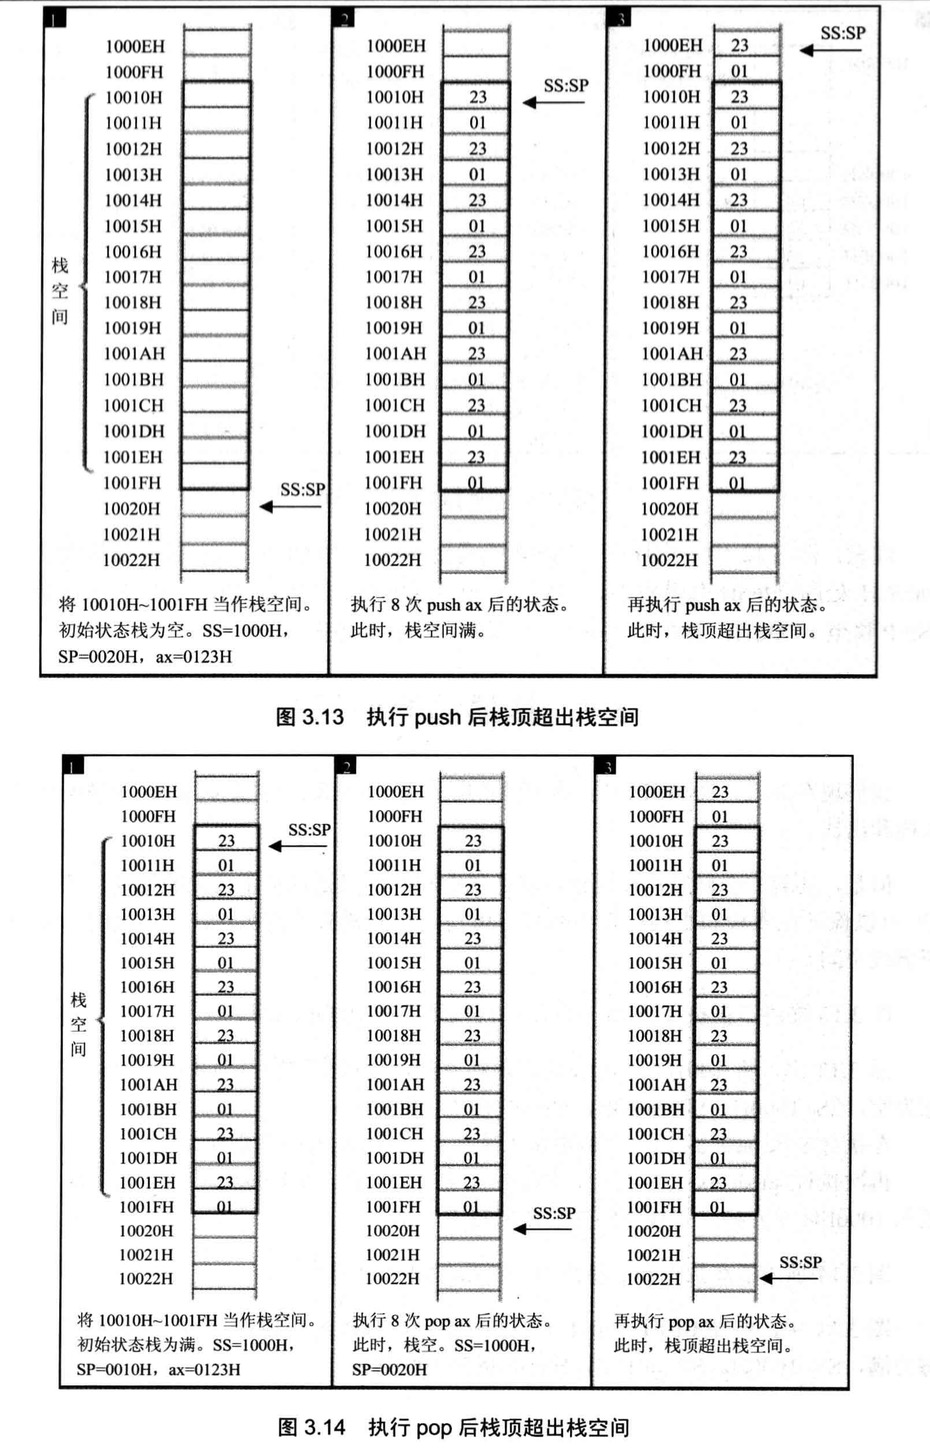 1
1000EH
1000FH
10010H
10011H
10012H
10013H
10014H
10015H
10016H
10017H
10018H
10019H
1001AH
1001BH
1001CH
1001DH
1001EH
1001FH
10020H
10021H
10022H
栈空间
SS:SP
将 10010H~1001FH 当作栈空间。
初始状态栈为空。SS=1000H,
SP=0020H, ax=0123H
2
1000EH
1000FH
10010H 23
10011H 01
10012H 23
10013H 01
10014H 23
10015H 01
10016H 23
10017H 01
10018H 23
10019H 01
1001AH 23
1001BH 01
1001CH 23
1001DH 01
1001EH 23
1001FH 01
10020H
10021H
10022H
SS:SP
执行 8 次 push ax 后的状态。
此时，栈空间满。
3
1000EH 23
1000FH 01
10010H 23
10011H 01
10012H 23
10013H 01
10014H 23
10015H 01
10016H 23
10017H 01
10018H 23
10019H 01
1001AH 23
1001BH 01
1001CH 23
1001DH 01
1001EH 23
1001FH 01
10020H
10021H
10022H
SS:SP
再执行 push ax 后的状态。
此时，栈顶超出栈空间。
图 3.13 执行 push 后栈顶超出栈空间
1
1000EH
1000FH
10010H 23
10011H 01
10012H 23
10013H 01
10014H 23
10015H 01
10016H 23
10017H 01
10018H 23
10019H 01
1001AH 23
1001BH 01
1001CH 23
1001DH 01
1001EH 23
1001FH 01
10020H
10021H
10022H
栈空间
SS:SP
将 10010H~1001FH 当作栈空间。
初始状态栈为满。SS=1000H,
SP=0010H, ax=0123H
2
1000EH
1000FH
10010H 23
10011H 01
10012H 23
10013H 01
10014H 23
10015H 01
10016H 23
10017H 01
10018H 23
10019H 01
1001AH 23
1001BH 01
1001CH 23
1001DH 01
1001EH 23
1001FH 01
10020H
10021H
10022H
SS:SP
执行 8 次 pop ax 后的状态。
此时，栈空。SS=1000H,
SP=0020H
3
1000EH 23
1000FH 01
10010H 23
10011H 01
10012H 23
10013H 01
10014H 23
10015H 01
10016H 23
10017H 01
10018H 23
10019H 01
1001AH 23
1001BH 01
1001CH 23
1001DH 01
1001EH 23
1001FH 01
10020H
10021H
10022H
SS:SP
再执行 pop ax 后的状态。
此时，栈顶超出栈空间。
图 3.14 执行 pop 后栈顶超出栈空间